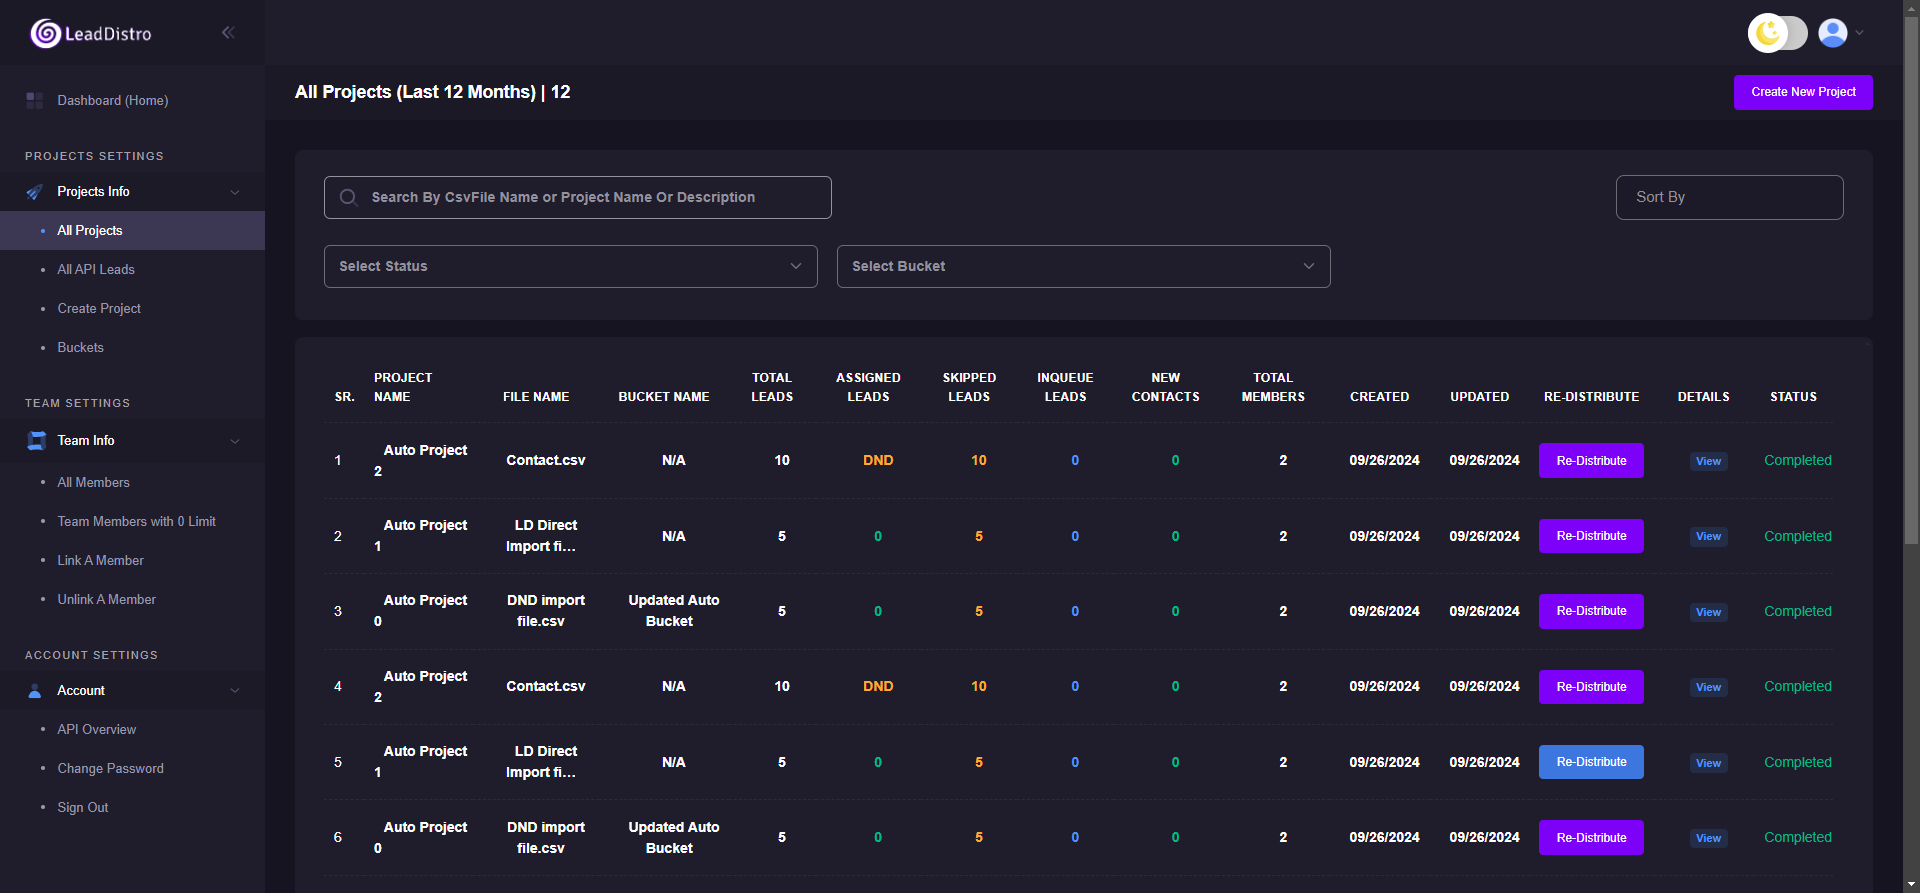 LeadDistro
Dashboard (Home)
PROJECTS SETTINGS
Projects Info
All Projects
All API Leads
Create Project
Buckets
TEAM SETTINGS
Team Info
All Members
Team Members with 0 Limit
Link A Member
Unlink A Member
ACCOUNT SETTINGS
Account
API Overview
Change Password
Sign Out
All Projects (Last 12 Months) | 12
Create New Project
Search By CsvFile Name or Project Name Or Description
Sort By
Select Status
Select Bucket
SR. PROJECT NAME FILE NAME BUCKET NAME TOTAL LEADS ASSIGNED LEADS SKIPPED LEADS INQUEUE LEADS NEW CONTACTS TOTAL MEMBERS CREATED UPDATED RE-DISTRIBUTE DETAILS STATUS
1 Auto Project 2 Contact.csv N/A 10 DND 10 0 0 2 09/26/2024 09/26/2024 Re-Distribute View Completed
2 Auto Project 1 LD Direct Import fi... N/A 5 0 5 0 0 2 09/26/2024 09/26/2024 Re-Distribute View Completed
3 Auto Project 0 DND import file.csv Updated Auto Bucket 5 0 5 0 0 2 09/26/2024 09/26/2024 Re-Distribute View Completed
4 Auto Project 2 Contact.csv N/A 10 DND 10 0 0 2 09/26/2024 09/26/2024 Re-Distribute View Completed
5 Auto Project 1 LD Direct Import fi... N/A 5 0 5 0 0 2 09/26/2024 09/26/2024 Re-Distribute View Completed
6 Auto Project 0 DND import file.csv Updated Auto Bucket 5 0 5 0 0 2 09/26/2024 09/26/2024 Re-Distribute View Completed